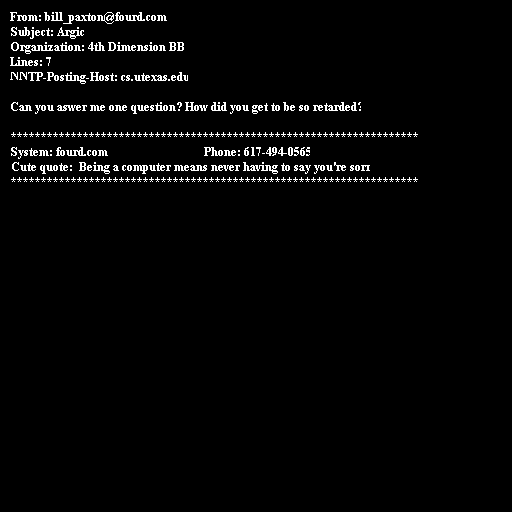 From: bill_paxton@fourd.com
Subject: Argic
Organization: 4th Dimension BB
Lines: 7
NNTP-Posting-Host: cs.utexas.edu

Can you aswer me one question? How did you get to be so retarded?

********************************************************************
System: fourd.com Phone: 617-494-0565
Cute quote: Being a computer means never having to say you're sorr
********************************************************************